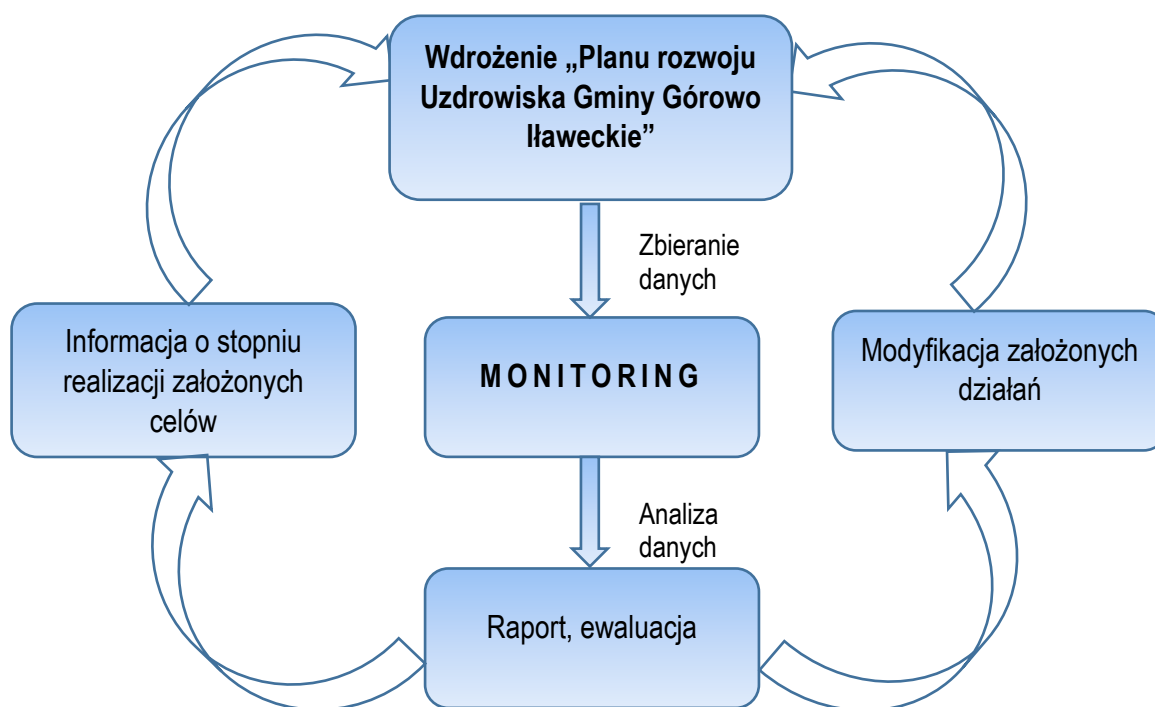 Wdrożenie „Planu rozwoju
Uzdrowiska Gminy Górowo
Iławeckie”
Zbieranie
danych
Informacja o stopniu
realizacji założonych
celów
MONITORING
Modyfikacja założonych
działań
Analiza
danych
Raport, ewaluacja